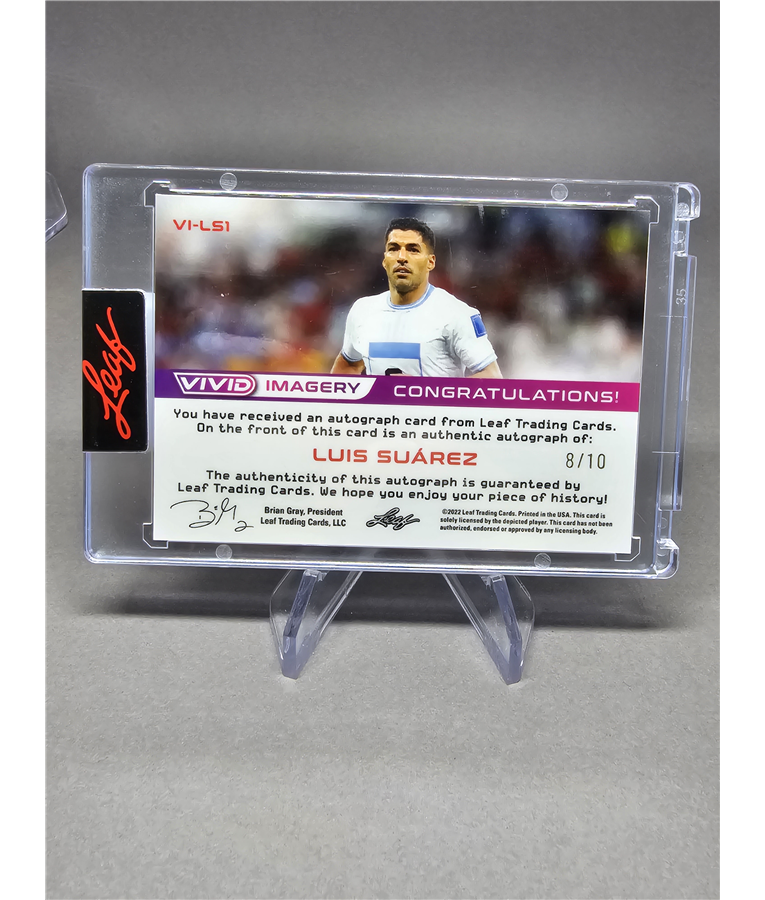 VI-LS1
35
Leaf
VIVID IMAGERY CONGRATULATIONS!
You have received an autograph card from Leaf Trading Cards.
On the front of this card is an authentic autograph of:
LUIS SUÁREZ
8/10
The authenticity of this autograph is guaranteed by
Leaf Trading Cards. We hope you enjoy your piece of history!
Brian Gray, President
Leaf Trading Cards, LLC
Leaf
©2022 Leaf Trading Cards. Printed in the USA. This card is
solely licensed by the depicted player. This card has not been
authorized, endorsed or approved by any licensing body.